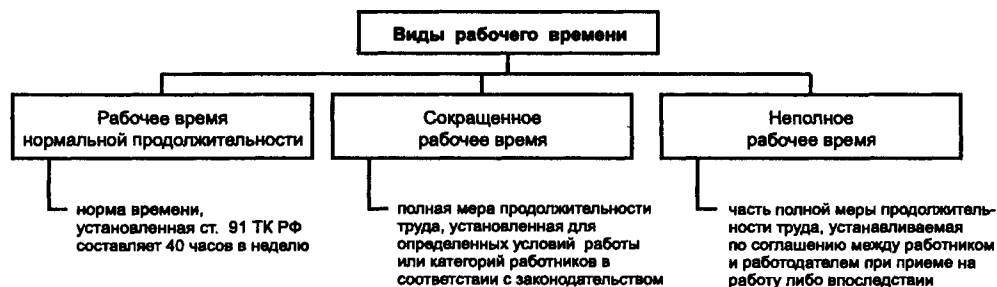 Виды рабочего времени
Рабочее время
нормальной продолжительности
Сокращенное
рабочее время
Неполное
рабочее время
норма времени,
установленная ст. 91 ТК РФ
составляет 40 часов в неделю
полная мера продолжительности
труда, установленная для
определенных условий работы
или категорий работников в
соответствии с законодательством
часть полной меры продолжитель-
ности труда, устанавливаемая
по соглашению между работником
и работодателем при приеме на
работу либо впоследствии